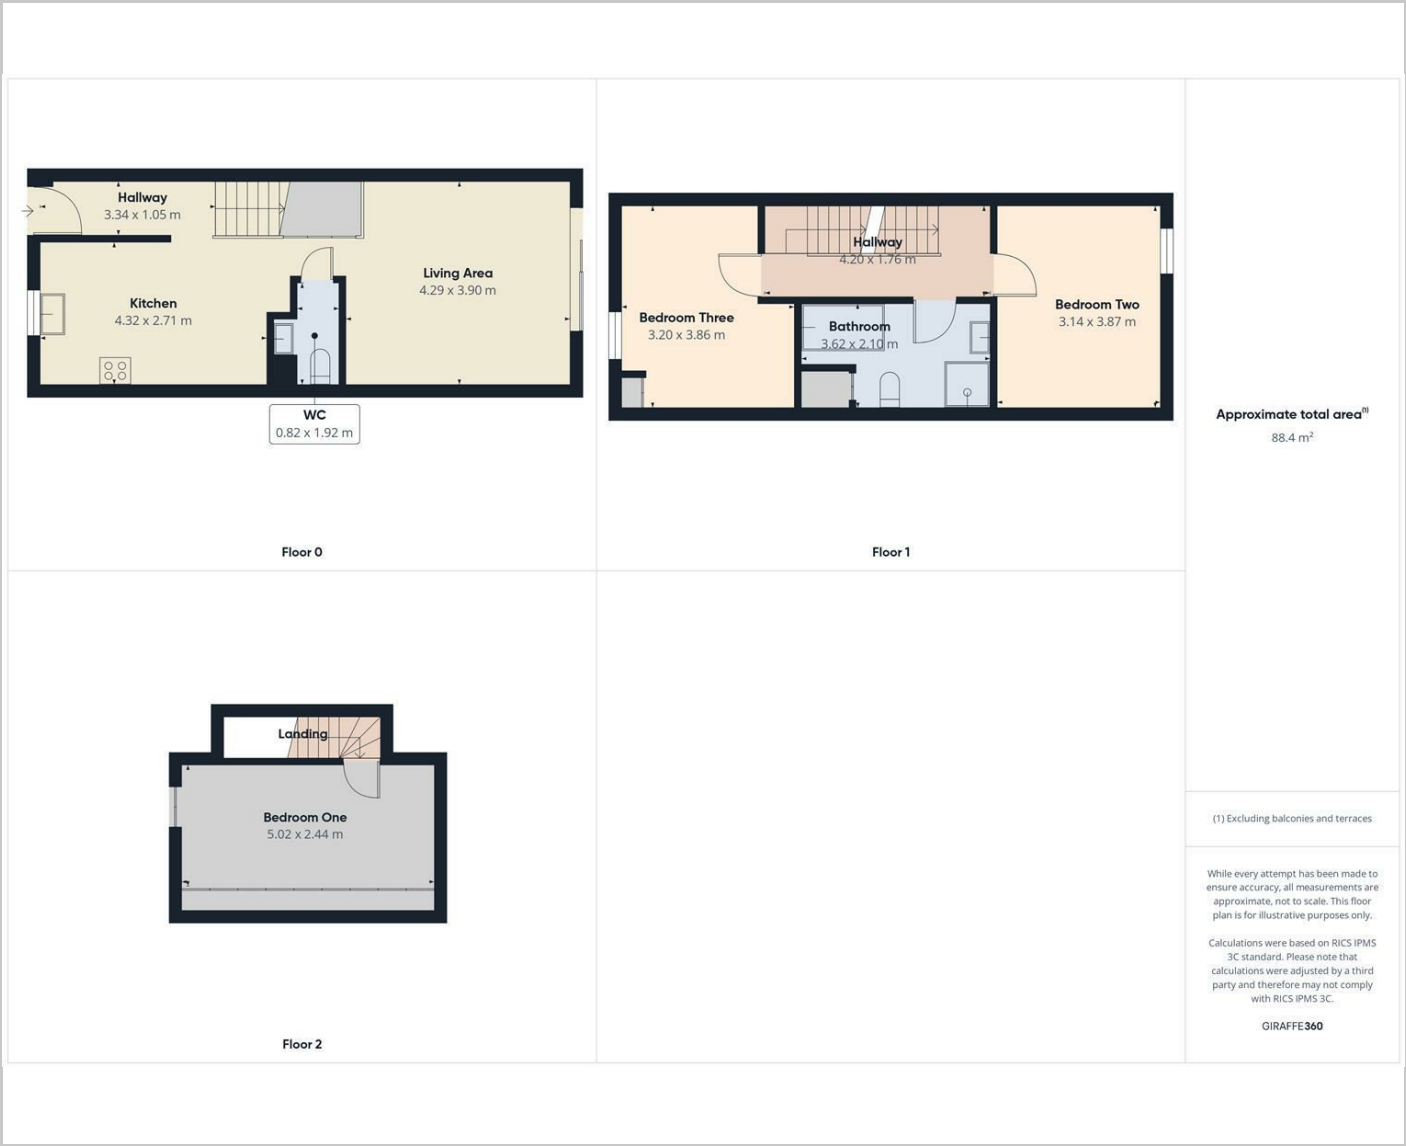 Hallway
3.34 x 1.05 m
Kitchen
4.32 x 2.71 m
Living Area
4.29 x 3.90 m
WC
0.82 x 1.92 m
Floor 0
Hallway
4.20 x 1.76 m
Bedroom Three
3.20 x 3.86 m
Bathroom
3.62 x 2.10 m
Bedroom Two
3.14 x 3.87 m
Floor 1
Landing
Bedroom One
5.02 x 2.44 m
Floor 2
Approximate total area(1)
88.4 m²
(1) Excluding balconies and terraces
While every attempt has been made to
ensure accuracy, all measurements are
approximate, not to scale. This floor
plan is for illustrative purposes only.
Calculations were based on RICS IPMS
3C standard. Please note that
calculations were adjusted by a third
party and therefore may not comply
with RICS IPMS 3C.
GIRAFFE360